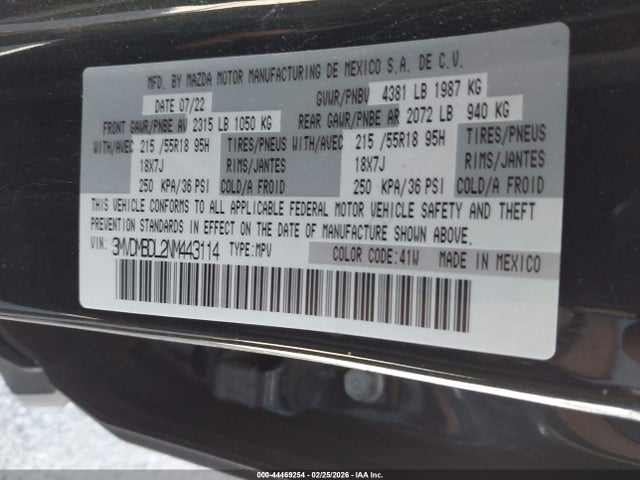 MFD. BY MAZDA MOTOR MANUFACTURING DE MEXICO S.A. DE C.V.
DATE 07/22 GVWR/PNBV 4381 LB 1987 KG
FRONT GAWR/PNBE AV 2315 LB 1050 KG REAR GAWR/PNBE AR 2072 LB 940 KG
WITH/AVEC 215 /55R18 95H TIRES/PNEUS WITH/AVEC 215 /55R18 95H TIRES/PNEUS
18X7J RIMS/JANTES 18X7J RIMS/JANTES
250 KPA/36 PSI COLD/A FROID 250 KPA/36 PSI COLD/A FROID
THIS VEHICLE CONFORMS TO ALL APPLICABLE FEDERAL MOTOR VEHICLE SAFETY AND THEFT
PREVENTION STANDARDS IN EFFECT ON THE DATE OF MANUFACTURE SHOWN ABOVE.
VIN: 3MVDMBDL2NM443114 TYPE: MPV COLOR CODE: 41W MADE IN MEXICO
000-44469254 - 02/25/2026 - COPYRIGHT IAA, Inc.